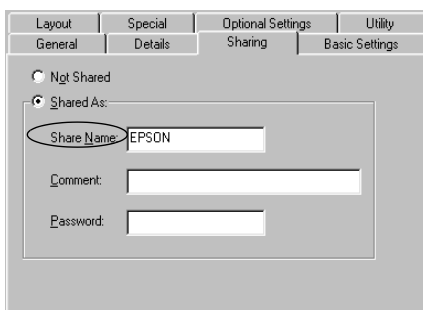 Layout Special Optional Settings Utility
General Details Sharing Basic Settings
Not Shared
Shared As:
Share Name: EPSON
Comment:
Password: